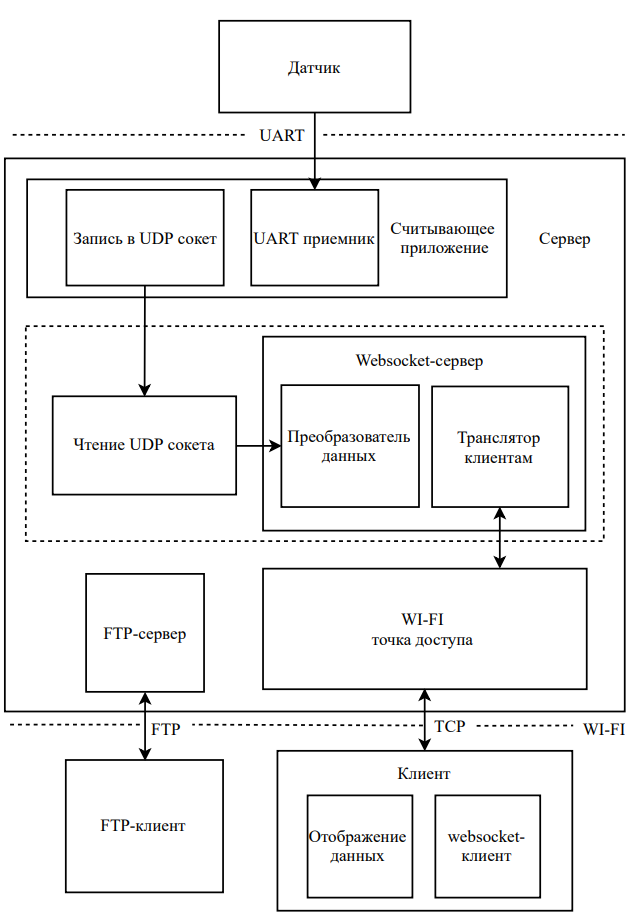 Датчик
UART
Запись в UDP сокет
UART приемник
Считывающее
приложение
Сервер
Websocket-сервер
Чтение UDP сокета
Преобразователь
данных
Транслятор
клиентам
FTP-сервер
WI-FI
точка доступа
FTP
TCP
WI-FI
FTP-клиент
Клиент
Отображение
данных
websocket-
клиент